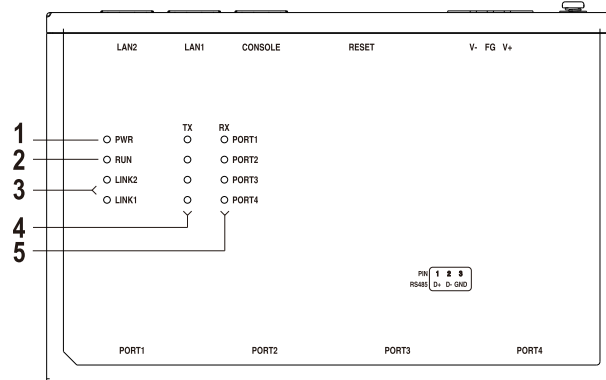 LAN2 LAN1 CONSOLE RESET V- FG V+
TX RX
1 PWR PORT1
2 RUN PORT2
3 LINK2 PORT3
LINK1 PORT4
4
5
PIN 1 2 3
RS485 D+ D- GND
PORT1 PORT2 PORT3 PORT4